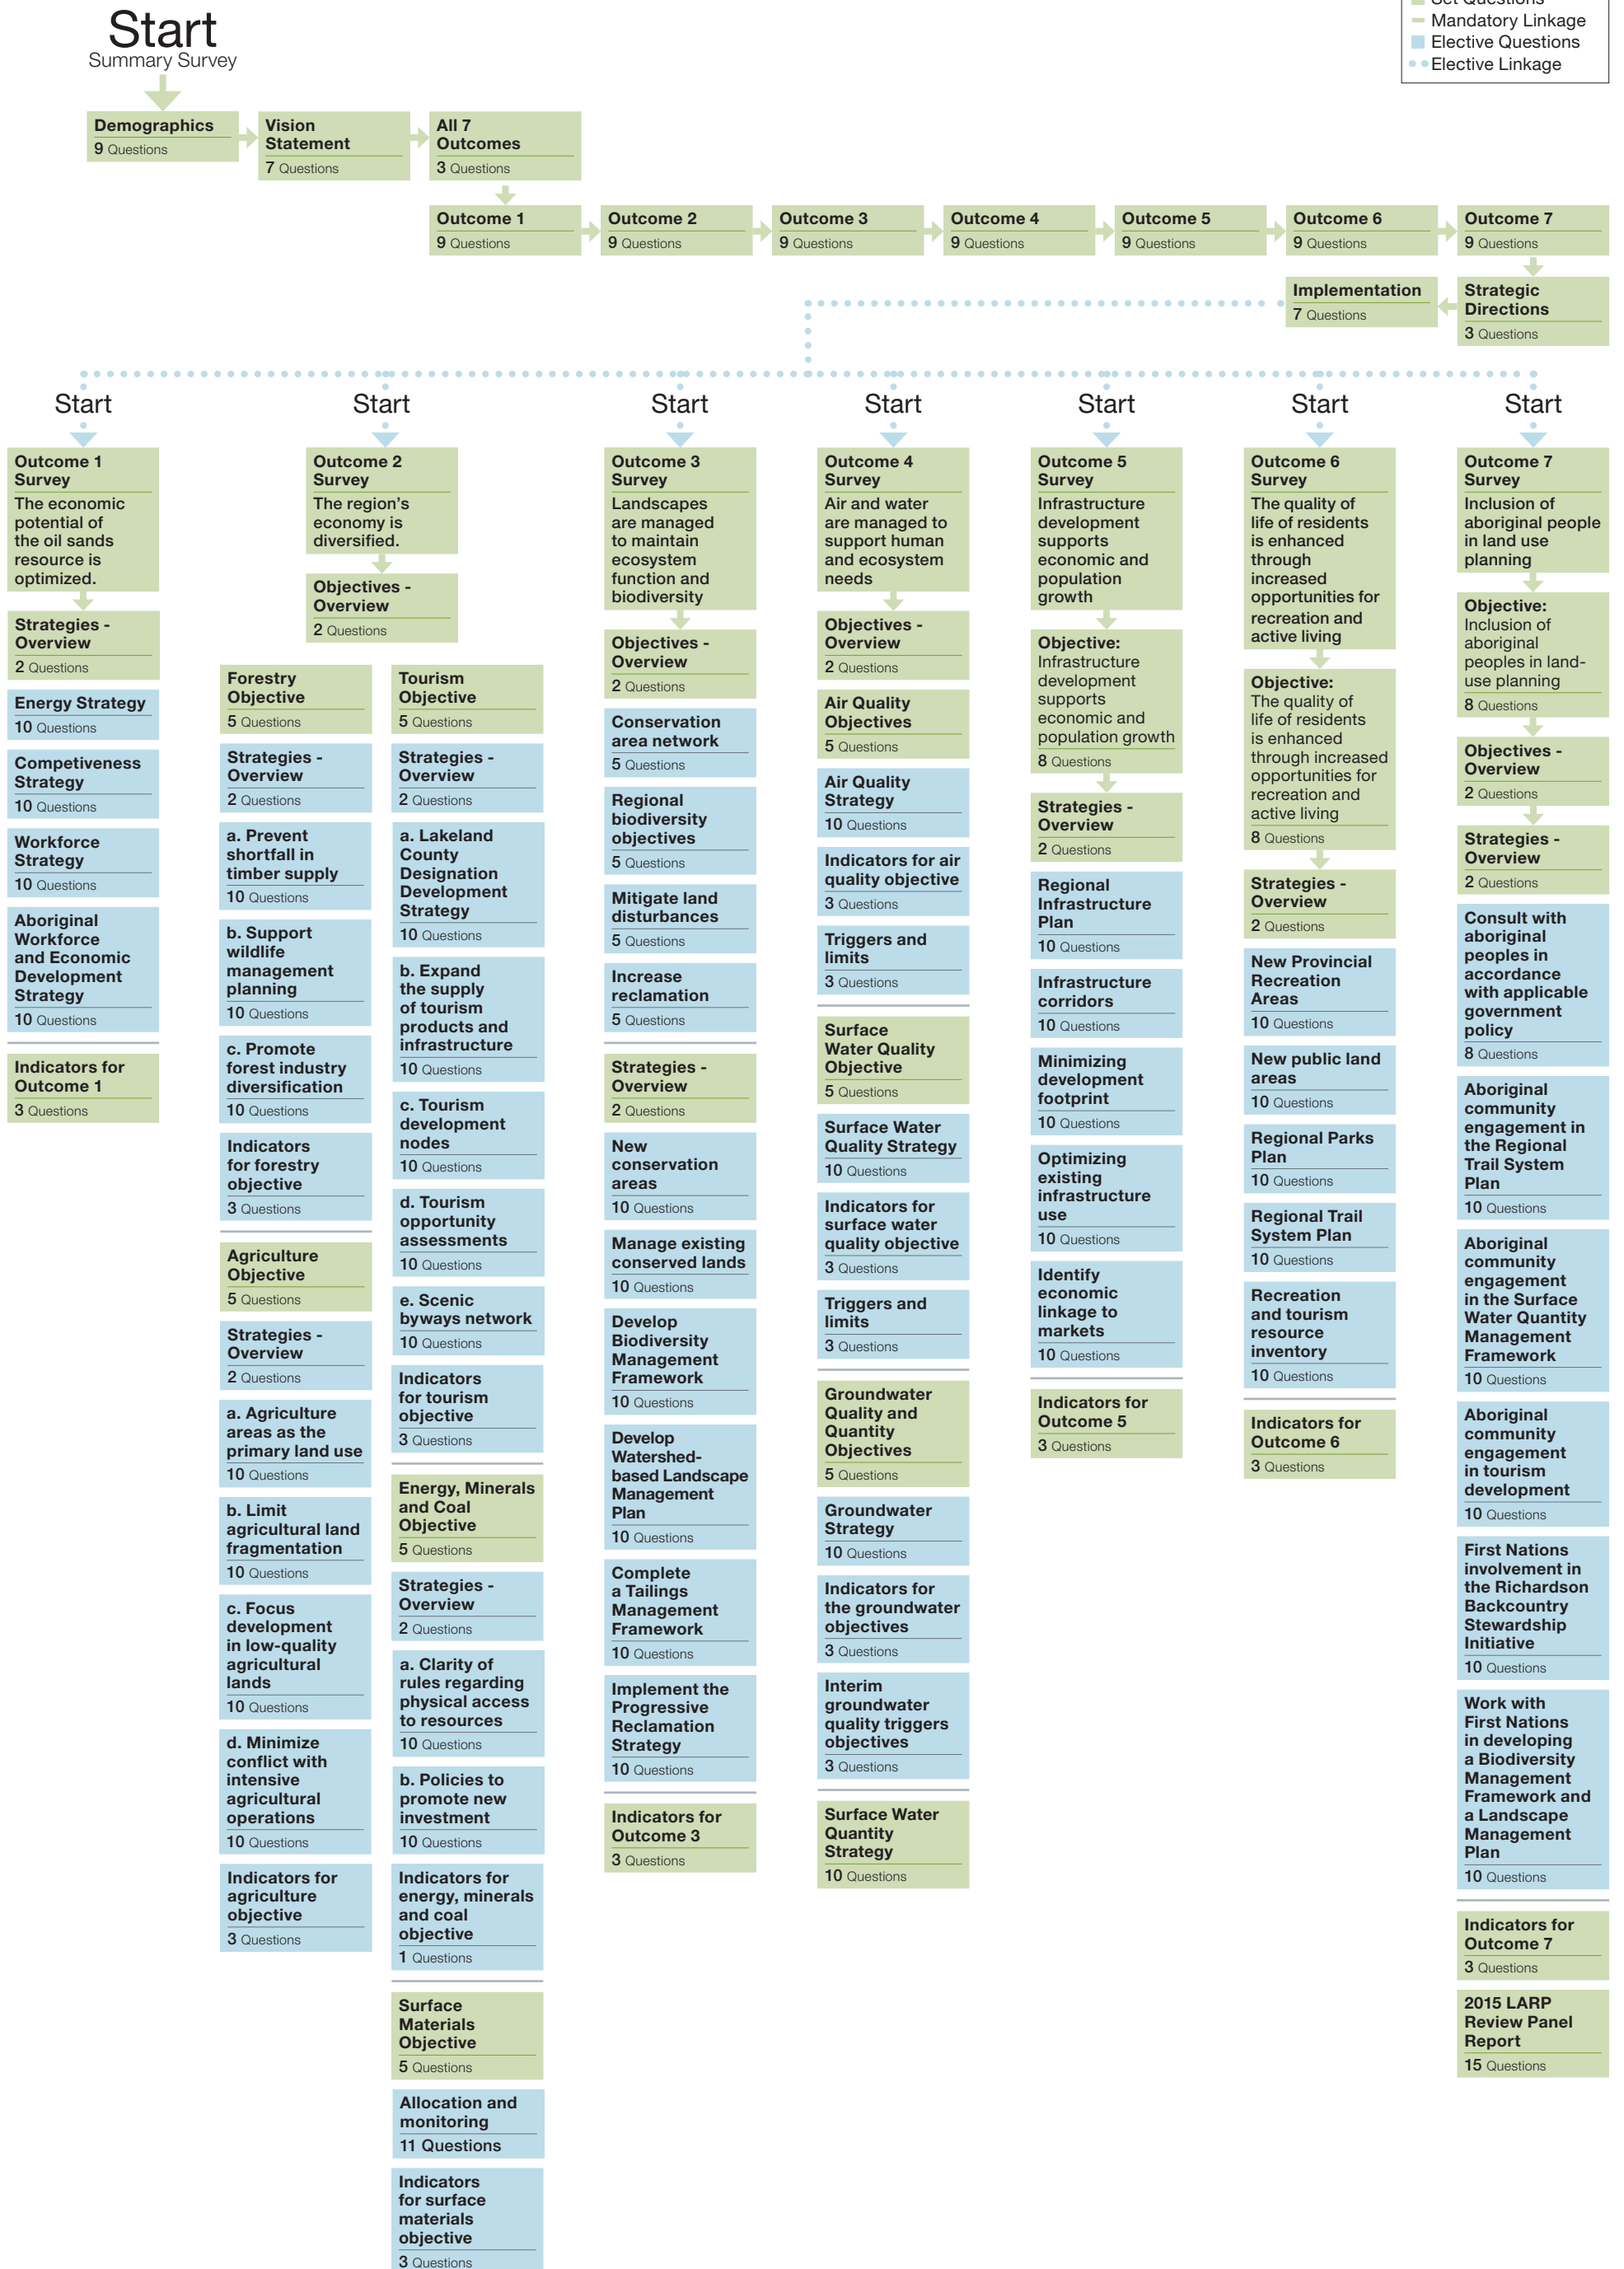 Start
Summary Survey
Set Questions
Mandatory Linkage
Elective Questions
Elective Linkage
Demographics
9 Questions
Vision
Statement
7 Questions
All 7
Outcomes
3 Questions
Outcome 1
9 Questions
Outcome 2
9 Questions
Outcome 3
9 Questions
Outcome 4
9 Questions
Outcome 5
9 Questions
Outcome 6
9 Questions
Outcome 7
9 Questions
Strategic
Directions
3 Questions
Implementation
7 Questions
Start
Outcome 1
Survey
The economic
potential of
the oil sands
resource is
optimized.
Strategies -
Overview
2 Questions
Energy Strategy
10 Questions
Competiveness
Strategy
10 Questions
Workforce
Strategy
10 Questions
Aboriginal
Workforce
and Economic
Development
Strategy
10 Questions
Indicators for
Outcome 1
3 Questions
Start
Outcome 2
Survey
The region's
economy is
diversified.
Objectives -
Overview
2 Questions
Forestry
Objective
5 Questions
Strategies -
Overview
2 Questions
a. Prevent
shortfall in
timber supply
10 Questions
b. Support
wildlife
management
planning
10 Questions
c. Promote
forest industry
diversification
10 Questions
Indicators
for forestry
objective
3 Questions
Agriculture
Objective
5 Questions
Strategies -
Overview
2 Questions
a. Agriculture
areas as the
primary land use
10 Questions
b. Limit
agricultural land
fragmentation
10 Questions
c. Focus
development
in low-quality
agricultural
lands
10 Questions
d. Minimize
conflict with
intensive
agricultural
operations
10 Questions
Indicators for
agriculture
objective
3 Questions
Tourism
Objective
5 Questions
Strategies -
Overview
2 Questions
a. Lakeland
County
Designation
Development
Strategy
10 Questions
b. Expand
the supply
of tourism
products and
infrastructure
10 Questions
c. Tourism
development
nodes
10 Questions
d. Tourism
opportunity
assessments
10 Questions
e. Scenic
byways network
10 Questions
Indicators
for tourism
objective
3 Questions
Energy, Minerals
and Coal
Objective
5 Questions
Strategies -
Overview
2 Questions
a. Clarity of
rules regarding
physical access
to resources
10 Questions
b. Policies to
promote new
investment
10 Questions
Indicators for
energy, minerals
and coal
objective
1 Questions
Surface
Materials
Objective
5 Questions
Allocation and
monitoring
11 Questions
Indicators
for surface
materials
objective
3 Questions
Start
Outcome 3
Survey
Landscapes
are managed
to maintain
ecosystem
function and
biodiversity
Objectives -
Overview
2 Questions
Conservation
area network
5 Questions
Regional
biodiversity
objectives
5 Questions
Mitigate land
disturbances
5 Questions
Increase
reclamation
5 Questions
Strategies -
Overview
2 Questions
New
conservation
areas
10 Questions
Manage existing
conserved lands
10 Questions
Develop
Biodiversity
Management
Framework
10 Questions
Develop
Watershed-
based Landscape
Management
Plan
10 Questions
Complete
a Tailings
Management
Framework
10 Questions
Implement the
Progressive
Reclamation
Strategy
10 Questions
Indicators for
Outcome 3
3 Questions
Start
Outcome 4
Survey
Air and water
are managed to
support human
and ecosystem
needs
Objectives -
Overview
2 Questions
Air Quality
Objectives
5 Questions
Air Quality
Strategy
10 Questions
Indicators for air
quality objective
3 Questions
Triggers and
limits
3 Questions
Surface
Water Quality
Objective
5 Questions
Surface Water
Quality Strategy
10 Questions
Indicators for
surface water
quality objective
3 Questions
Triggers and
limits
3 Questions
Groundwater
Quality and
Quantity
Objectives
5 Questions
Groundwater
Strategy
10 Questions
Indicators for
the groundwater
objectives
3 Questions
Interim
groundwater
quality triggers
objectives
3 Questions
Surface Water
Quantity
Strategy
10 Questions
Start
Outcome 5
Survey
Infrastructure
development
supports
economic and
population
growth
Objective:
Infrastructure
development
supports
economic and
population growth
8 Questions
Strategies -
Overview
2 Questions
Regional
Infrastructure
Plan
10 Questions
Infrastructure
corridors
10 Questions
Minimizing
development
footprint
10 Questions
Optimizing
existing
infrastructure
use
10 Questions
Identify
economic
linkage to
markets
10 Questions
Indicators for
Outcome 5
3 Questions
Start
Outcome 6
Survey
The quality of
life of residents
is enhanced
through
increased
opportunities for
recreation and
active living
Objective:
The quality of
life of residents
is enhanced
through increased
opportunities for
recreation and
active living
8 Questions
Strategies -
Overview
2 Questions
New Provincial
Recreation
Areas
10 Questions
New public land
areas
10 Questions
Regional Parks
Plan
10 Questions
Regional Trail
System Plan
10 Questions
Recreation
and tourism
resource
inventory
10 Questions
Indicators for
Outcome 6
3 Questions
Start
Outcome 7
Survey
Inclusion of
aboriginal people
in land use
planning
Objective:
Inclusion of
aboriginal
peoples in land-
use planning
8 Questions
Objectives -
Overview
2 Questions
Strategies -
Overview
2 Questions
Consult with
aboriginal
peoples in
accordance
with applicable
government
policy
8 Questions
Aboriginal
community
engagement in
the Regional
Trail System
Plan
10 Questions
Aboriginal
community
engagement
in the Surface
Water Quantity
Management
Framework
10 Questions
Aboriginal
community
engagement
in tourism
development
10 Questions
First Nations
involvement in
the Richardson
Backcountry
Stewardship
Initiative
10 Questions
Work with
First Nations
in developing
a Biodiversity
Management
Framework and
a Landscape
Management
Plan
10 Questions
Indicators for
Outcome 7
3 Questions
2015 LARP
Review Panel
Report
15 Questions